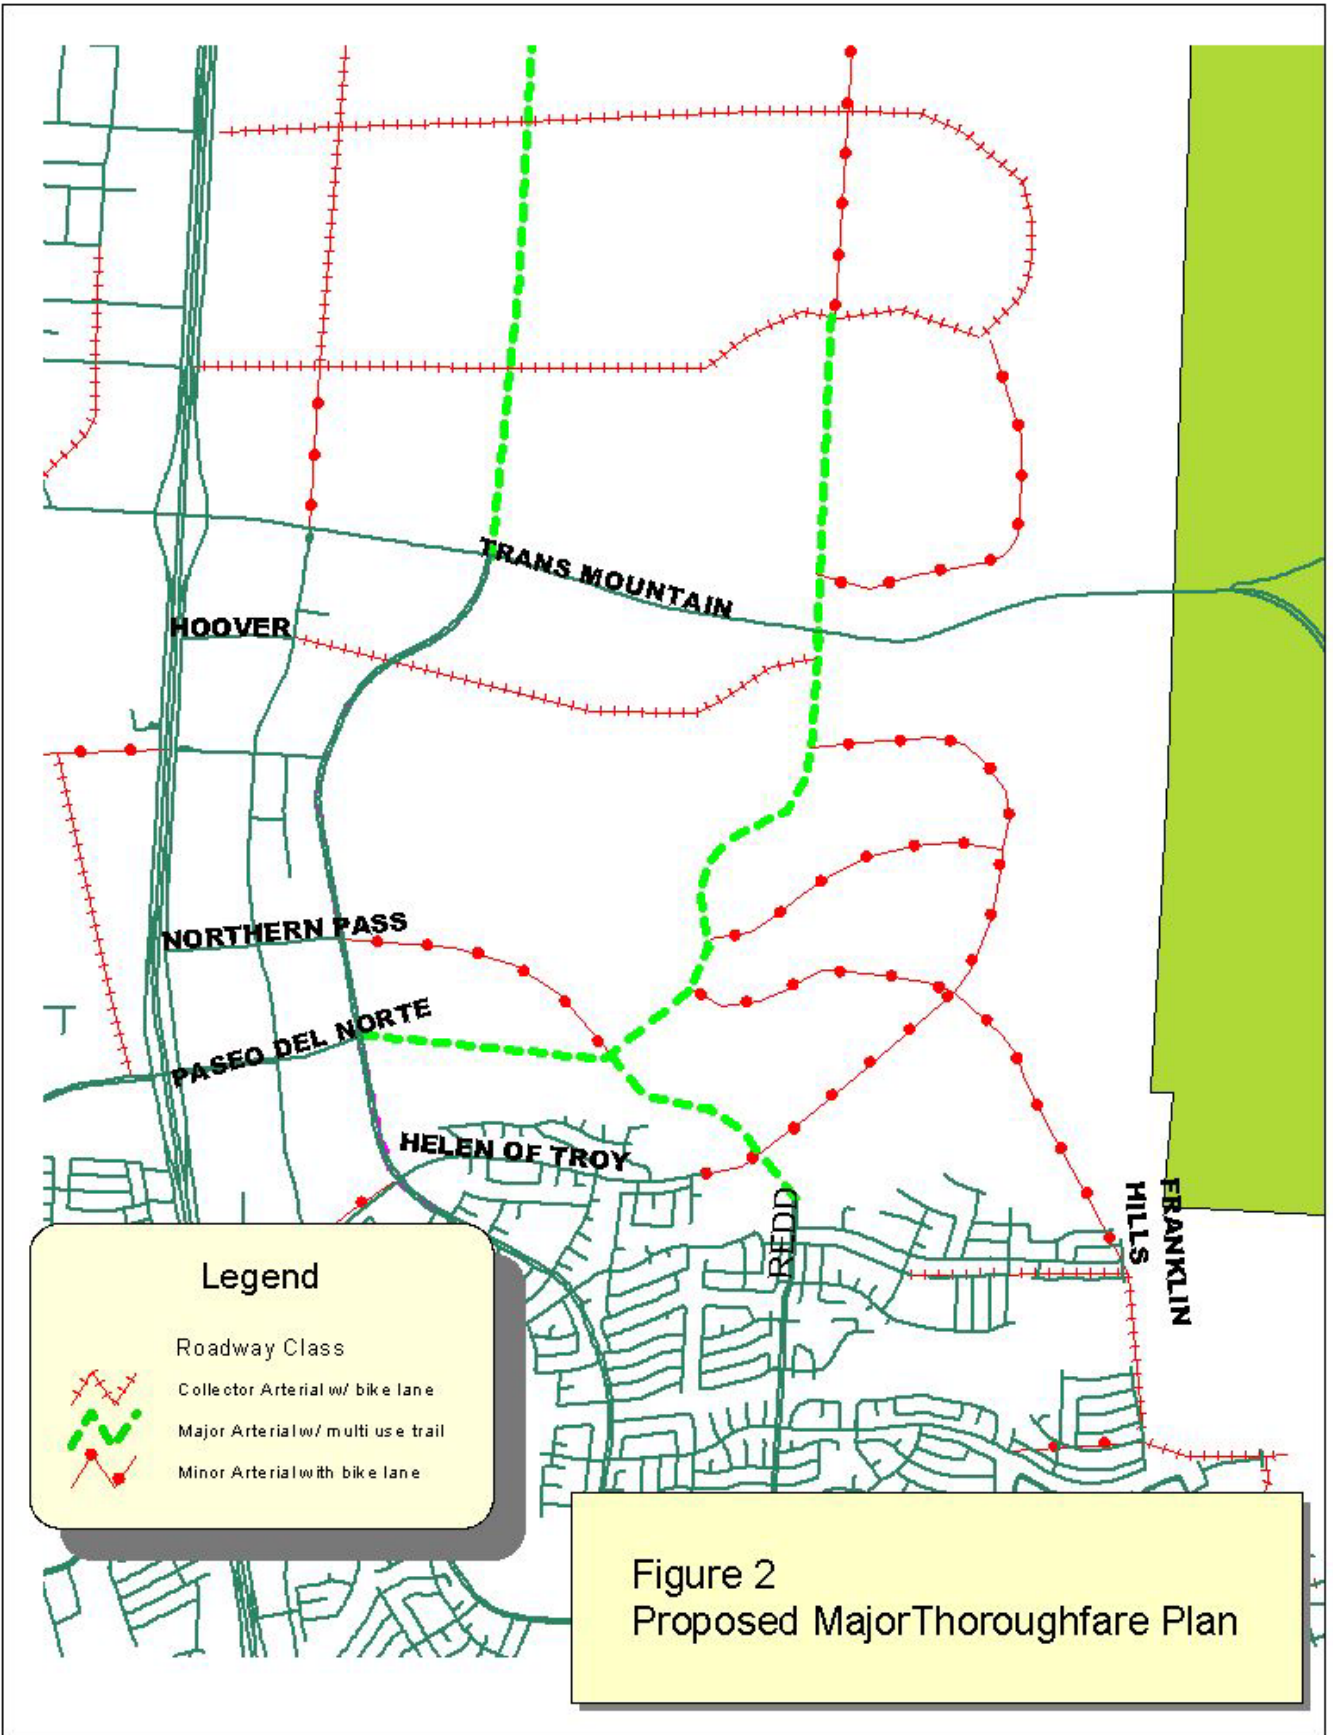 TRANS MOUNTAIN
HOOVER
NORTHERN PASS
PASEO DEL NORTE
HELEN OF TROY
REDD
FRANKLIN
HILLS
Legend
Roadway Class
Collector Arterial w/ bike lane
Major Arterial w/ multi use trail
Minor Arterial with bike lane
Figure 2
Proposed MajorThoroughfare Plan